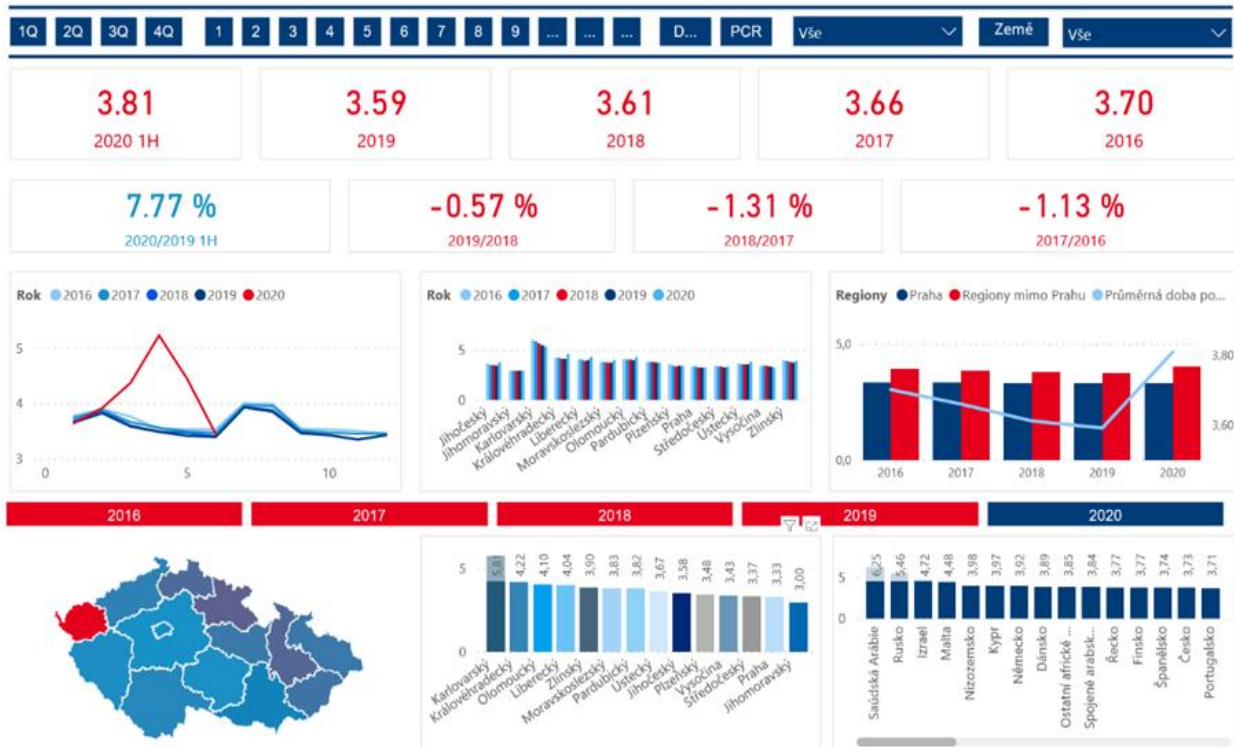 1Q 2Q 3Q 4Q 1 2 3 4 5 6 7 8 9 ... ... ... D... PCR Vše Země Vše
3.81 3.59 3.61 3.66 3.70
2020 1H 2019 2018 2017 2016
7.77 % -0.57 % -1.31 % -1.13 %
2020/2019 1H 2019/2018 2018/2017 2017/2016
Rok 2016 2017 2018 2019 2020
5
4
3
0 5 10
Rok 2016 2017 2018 2019 2020
5
0
Jihočeský
Jihomoravský
Karlovarský
Královéhradecký
Liberecký
Moravskoslezský
Olomoucký
Pardubický
Plzeňský
Praha
Středočeský
Ústecký
Vysočina
Zlínský
Regiony Praha Regiony mimo Prahu Průměrná doba po...
5,0
0,0
3,80
3,60
2016 2017 2018 2019 2020
2016 2017 2018 2019 2020
5
0
5,81 4,22 4,10 4,04 3,90 3,83 3,82 3,67 3,58 3,48 3,43 3,37 3,33 3,00
Karlovarský
Královéhradecký
Olomoucký
Liberecký
Zlínský
Moravskoslezský
Pardubický
Ústecký
Jihočeský
Plzeňský
Vysočina
Středočeský
Praha
Jihomoravský
5
0
6,25 5,46 4,72 4,48 3,98 3,97 3,92 3,89 3,85 3,84 3,77 3,77 3,74 3,73 3,71
Saúdská Arábie
Rusko
Izrael
Malta
Nizozemsko
Kypr
Německo
Dánsko
Ostatní africké ...
Spojené arabsk...
Řecko
Finsko
Španělsko
Česko
Portugalsko